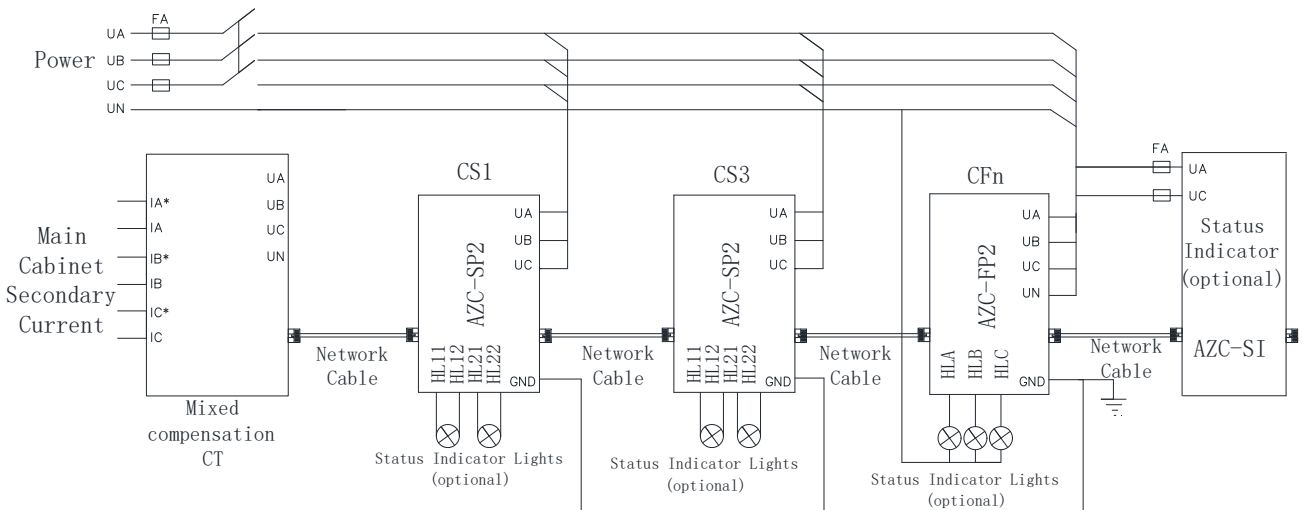 FA
UA
Power
UB
UC
UN
UA
UB
UC
UN
IA*
IA
IB*
IB
IC*
IC
Main
Cabinet
Secondary
Current
Mixed
compensation
CT
Network
Cable
CS1
UA
UB
UC
AZC-SP2
HL11
HL12
HL21
HL22
GND
Status Indicator Lights
(optional)
Network
Cable
CS3
UA
UB
UC
AZC-SP2
HL11
HL12
HL21
HL22
GND
Status Indicator Lights
(optional)
Network
Cable
CFn
UA
UB
UC
UN
AZC-FP2
HLA
HLB
HLC
GND
Status Indicator Lights
(optional)
Network
Cable
FA
UA
UC
Status
Indicator
(optional)
AZC-SI